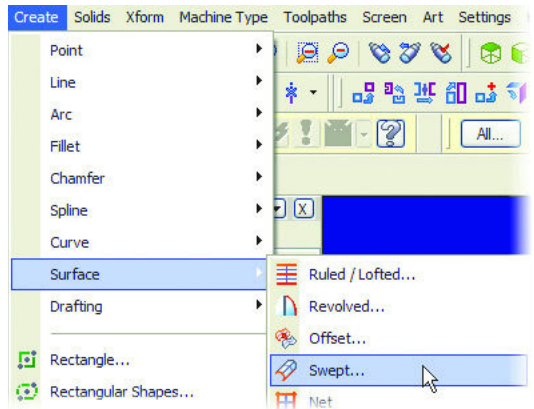 Create Solids Xform Machine Type Toolpaths Screen Art Settings
Point
Line
Arc
Fillet
All...
Chamfer
Spline
Curve
Surface
Ruled / Lofted...
Drafting
Revolved...
Offset...
Rectangle...
Swept...
Rectangular Shapes...
Net